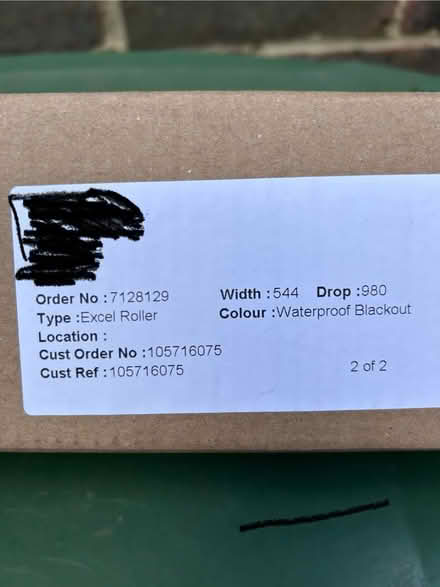 Order No :7128129 Width :544 Drop :980
Type :Excel Roller Colour :Waterproof Blackout
Location :
Cust Order No :105716075
Cust Ref :105716075 2 of 2